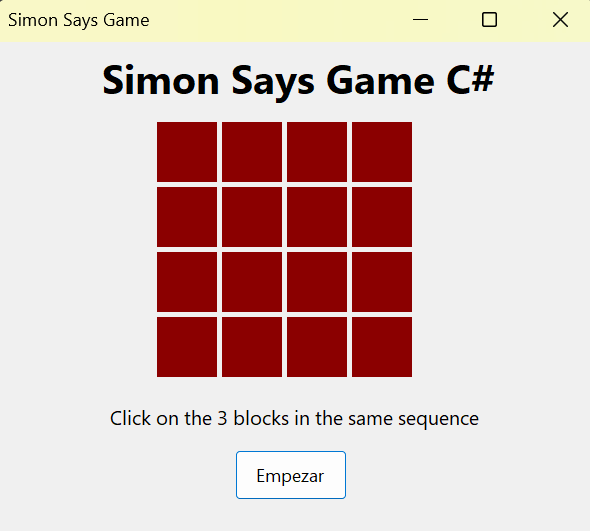 Simon Says Game
Simon Says Game C#
Click on the 3 blocks in the same sequence
Empezar